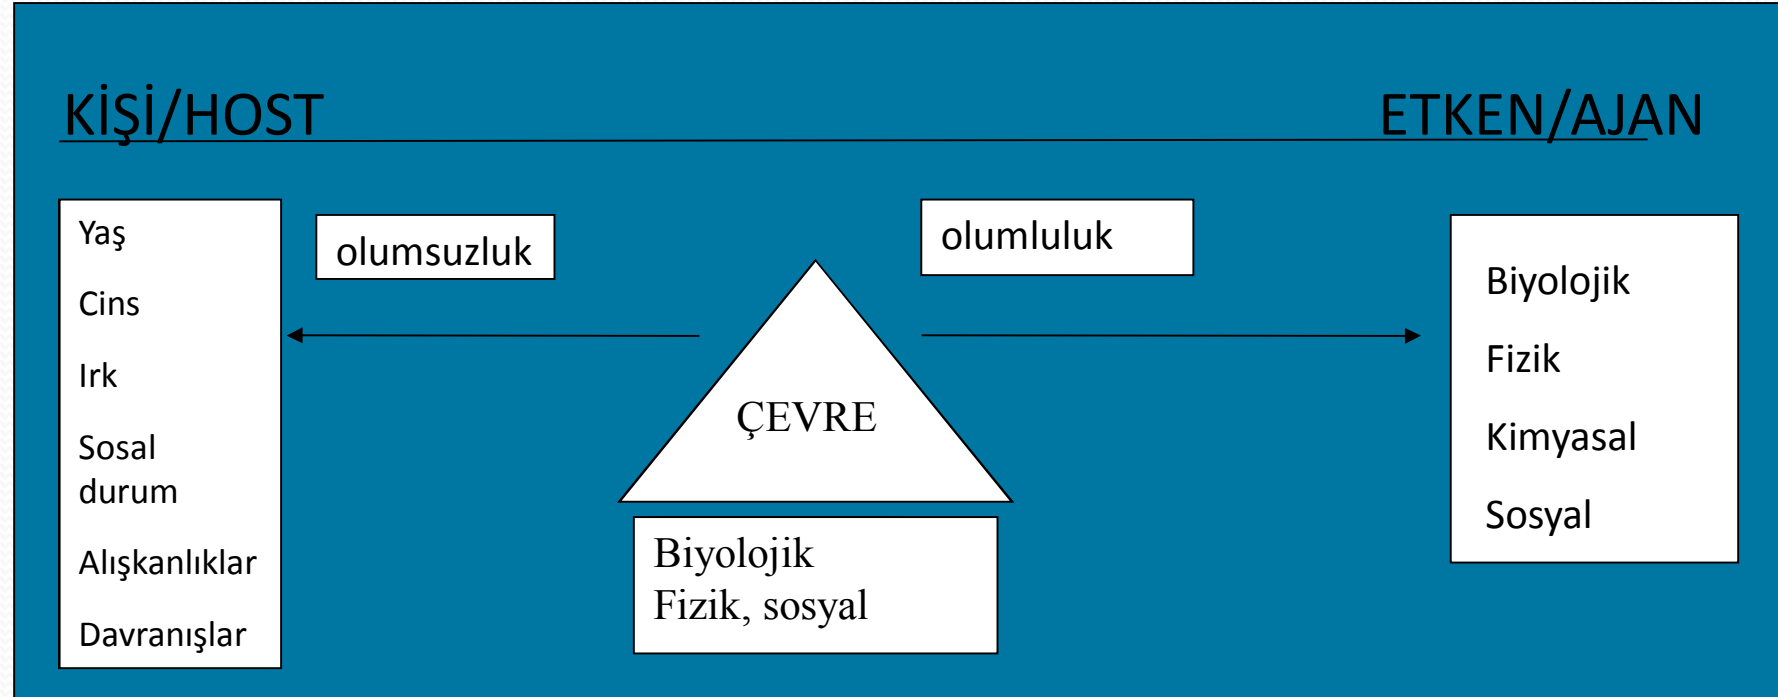 KİŞİ/HOST
ETKEN/AJAN
Yaş
Cins
Irk
Sosal
durum
Alışkanlıklar
Davranışlar
olumsuzluk
olumluluk
ÇEVRE
Biyolojik
Fizik, sosyal
Biyolojik
Fizik
Kimyasal
Sosyal